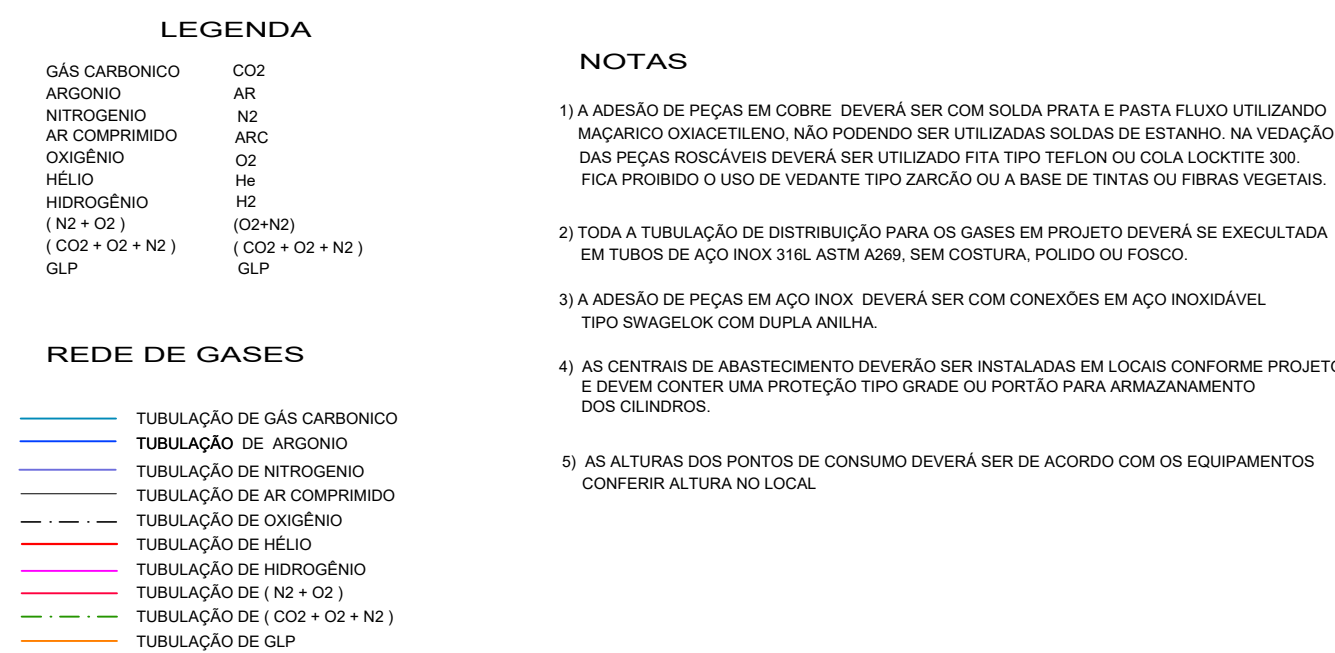 LEGENDA
GÁS CARBONICO CO2
ARGONIO AR
NITROGENIO N2
AR COMPRIMIDO ARC
OXIGÊNIO O2
HÉLIO He
HIDROGÊNIO H2
( N2 + O2 ) (O2+N2)
( CO2 + O2 + N2 ) ( CO2 + O2 + N2 )
GLP GLP
REDE DE GASES
TUBULAÇÃO DE GÁS CARBONICO
TUBULAÇÃO DE ARGONIO
TUBULAÇÃO DE NITROGENIO
TUBULAÇÃO DE AR COMPRIMIDO
TUBULAÇÃO DE OXIGÊNIO
TUBULAÇÃO DE HÉLIO
TUBULAÇÃO DE HIDROGÊNIO
TUBULAÇÃO DE ( N2 + O2 )
TUBULAÇÃO DE ( CO2 + O2 + N2 )
TUBULAÇÃO DE GLP
NOTAS
1) A ADESÃO DE PEÇAS EM COBRE DEVERÁ SER COM SOLDA PRATA E PASTA FLUXO UTILIZANDO
MAÇARICO OXIACETILENO, NÃO PODENDO SER UTILIZADAS SOLDAS DE ESTANHO. NA VEDAÇÃO
DAS PEÇAS ROSCÁVEIS DEVERÁ SER UTILIZADO FITA TIPO TEFLON OU COLA LOCKTITE 300.
FICA PROIBIDO O USO DE VEDANTE TIPO ZARCÃO OU A BASE DE TINTAS OU FIBRAS VEGETAIS.
2) TODA A TUBULAÇÃO DE DISTRIBUIÇÃO PARA OS GASES EM PROJETO DEVERÁ SE EXECULTADA
EM TUBOS DE AÇO INOX 316L ASTM A269, SEM COSTURA, POLIDO OU FOSCO.
3) A ADESÃO DE PEÇAS EM AÇO INOX DEVERÁ SER COM CONEXÕES EM AÇO INOXIDÁVEL
TIPO SWAGELOK COM DUPLA ANILHA.
4) AS CENTRAIS DE ABASTECIMENTO DEVERÃO SER INSTALADAS EM LOCAIS CONFORME PROJETO
E DEVEM CONTER UMA PROTEÇÃO TIPO GRADE OU PORTÃO PARA ARMAZANAMENTO
DOS CILINDROS.
5) AS ALTURAS DOS PONTOS DE CONSUMO DEVERÁ SER DE ACORDO COM OS EQUIPAMENTOS
CONFERIR ALTURA NO LOCAL